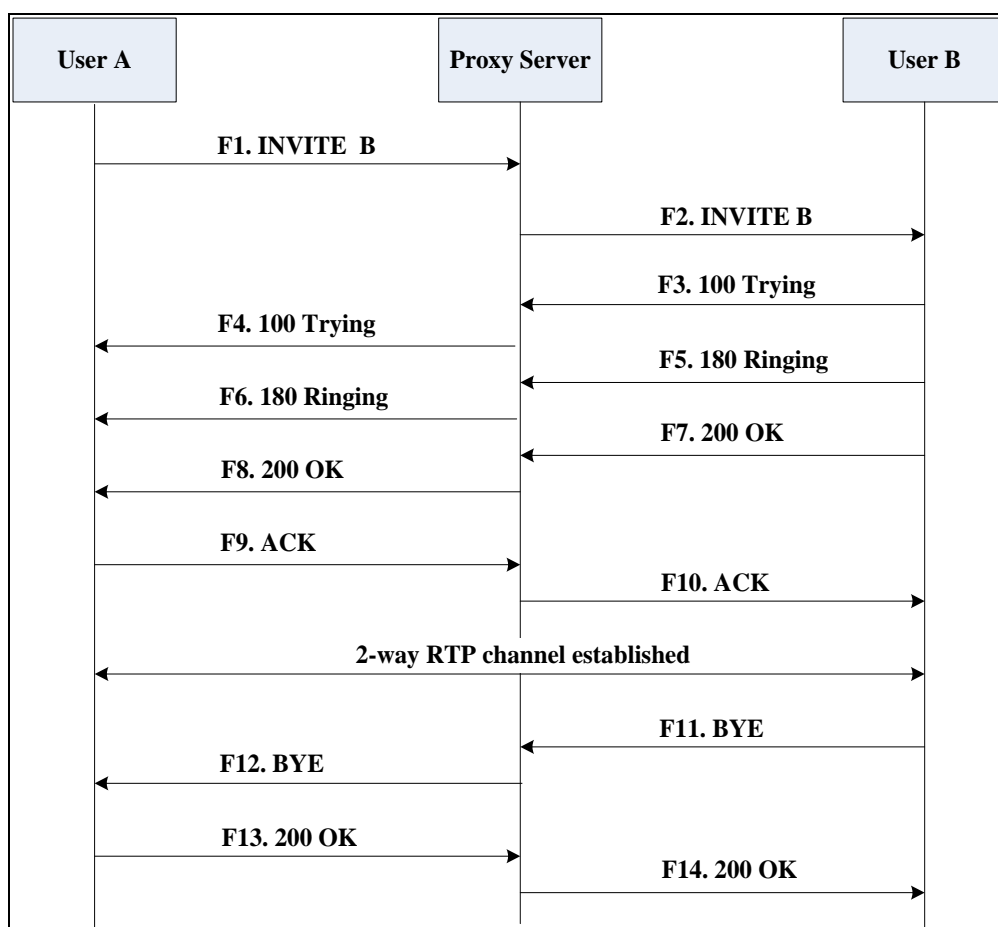 User A
Proxy Server
User B
F1. INVITE B
F2. INVITE B
F3. 100 Trying
F4. 100 Trying
F5. 180 Ringing
F6. 180 Ringing
F7. 200 OK
F8. 200 OK
F9. ACK
F10. ACK
2-way RTP channel established
F11. BYE
F12. BYE
F13. 200 OK
F14. 200 OK